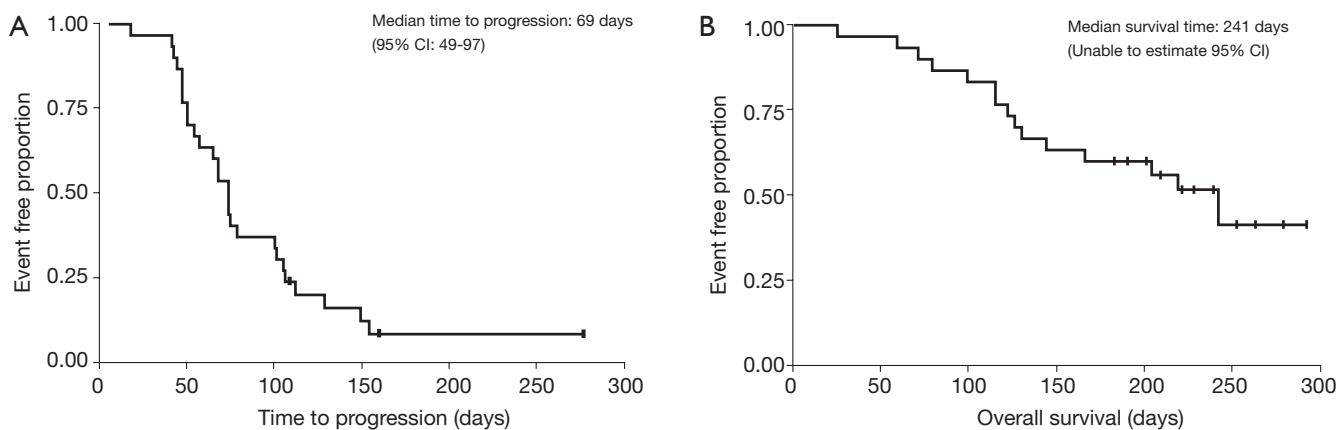 A
Median time to progression: 69 days
(95% CI: 49-97)
Event free proportion
1.00
0.75
0.50
0.25
0.00
0 50 100 150 200 250 300
Time to progression (days)
B
Median survival time: 241 days
(Unable to estimate 95% CI)
Event free proportion
1.00
0.75
0.50
0.25
0.00
0 50 100 150 200 250 300
Overall survival (days)